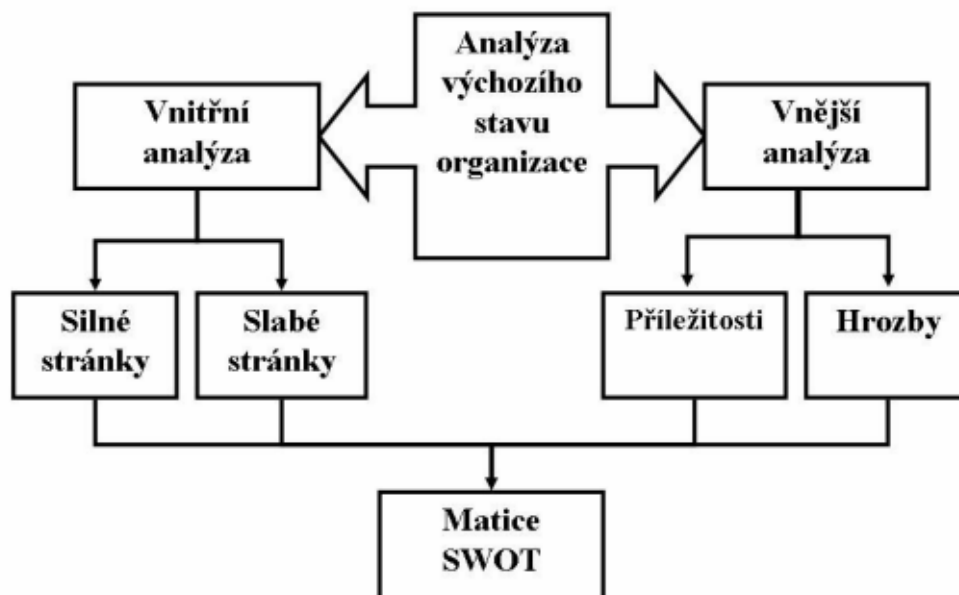 Analýza
výchozího
stavu
organizace
Vnitřní
analýza
Vnější
analýza
Silné
stránky
Slabé
stránky
Příležitosti
Hrozby
Matice
SWOT